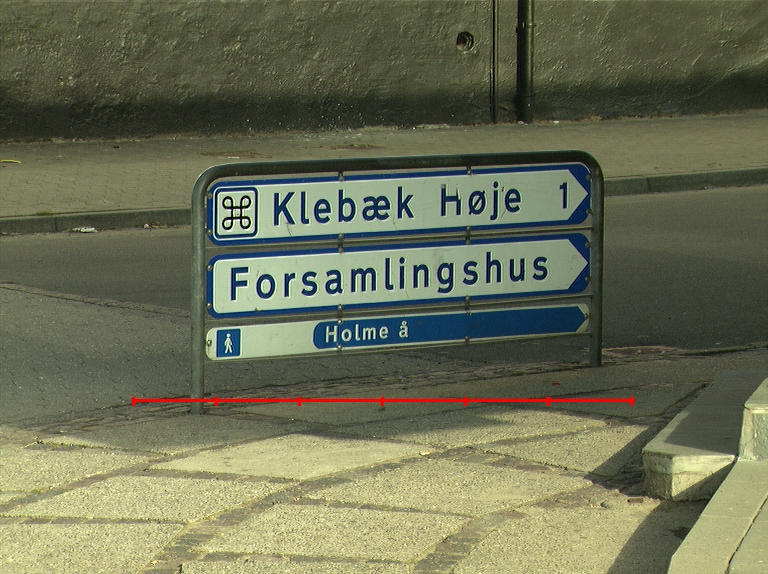 Klebæk Høje 1
Forsamlingshus
Holme å